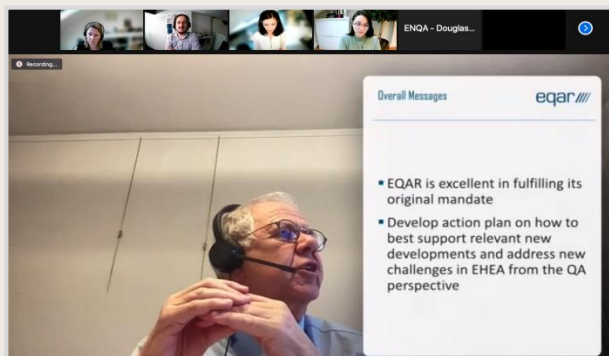 ENQA - Douglas...
Recording...
Overall Messages
eqar
EQAR is excellent in fulfilling its
original mandate
Develop action plan on how to
best support relevant new
developments and address new
challenges in EHEA from the QA
perspective